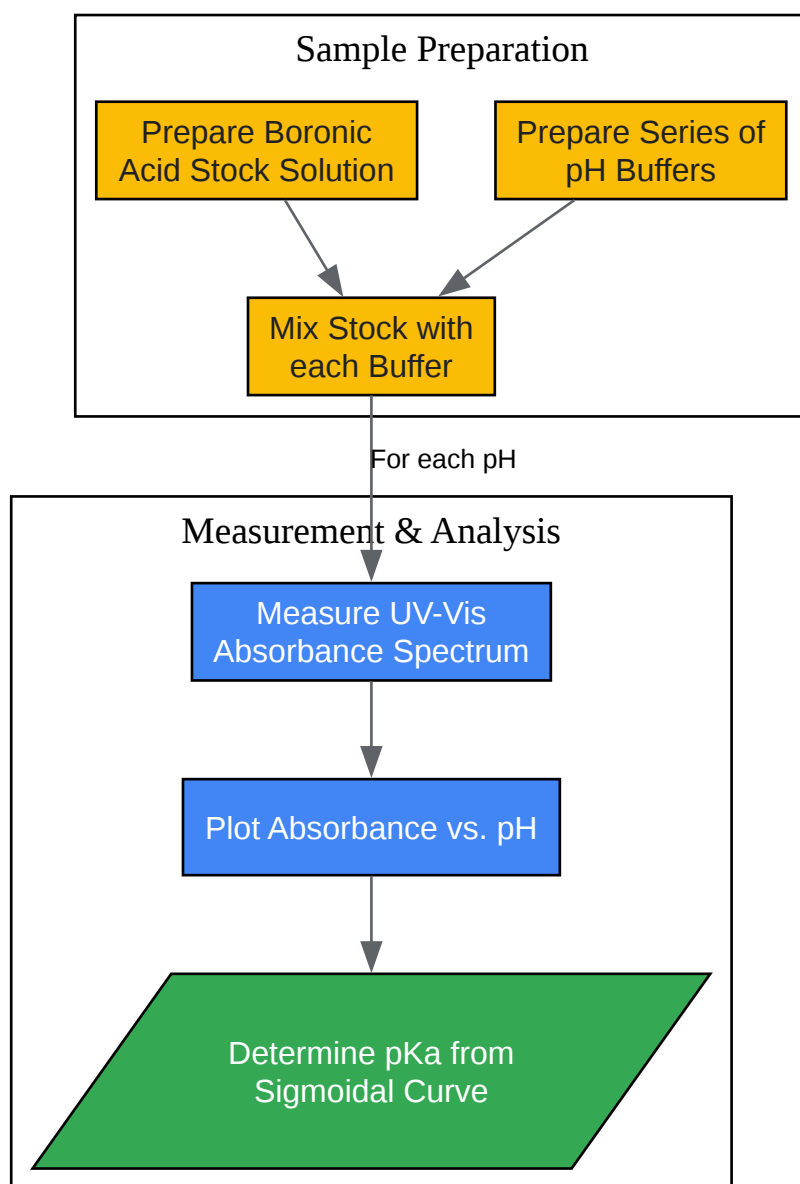 Sample Preparation
Prepare Boronic
Acid Stock Solution
Prepare Series of
pH Buffers
Mix Stock with
each Buffer
For each pH
Measurement & Analysis
Measure UV-Vis
Absorbance Spectrum
Plot Absorbance vs. pH
Determine pKa from
Sigmoidal Curve